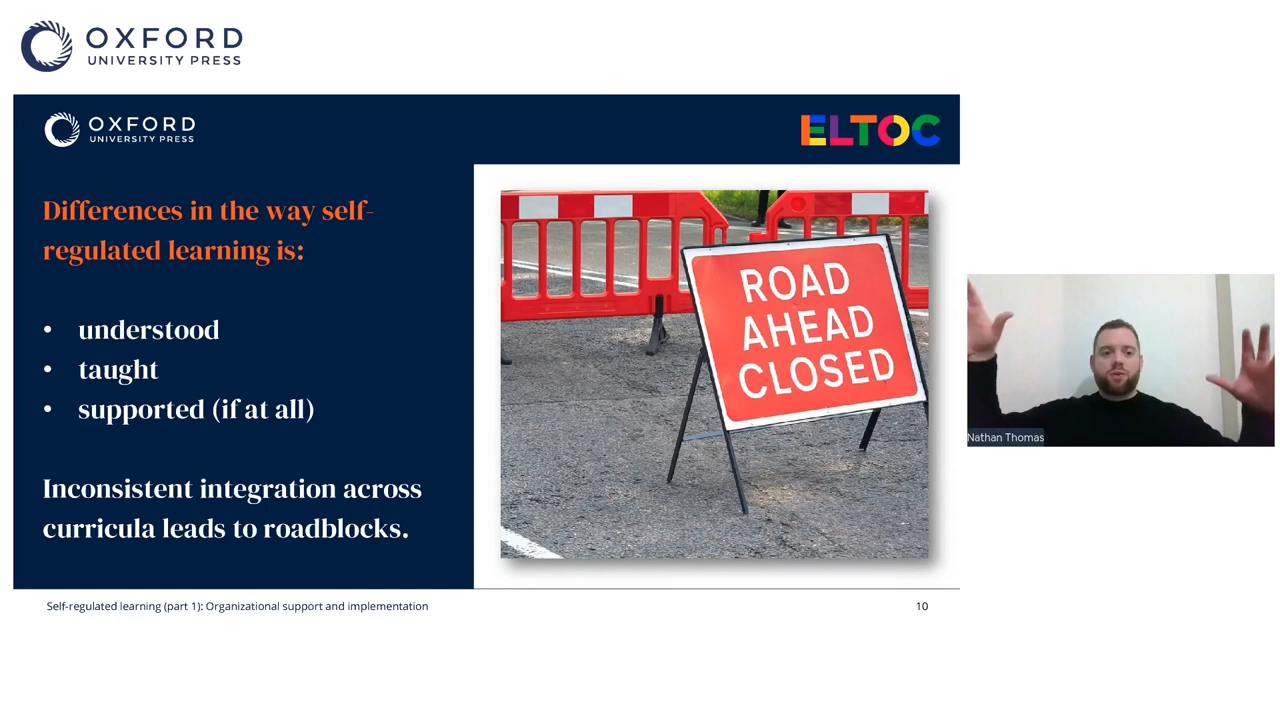 OXFORD
UNIVERSITY PRESS
OXFORD
UNIVERSITY PRESS
ELTOC
Differences in the way self-
regulated learning is:
• understood
• taught
• supported (if at all)
Inconsistent integration across
curricula leads to roadblocks.
ROAD
AHEAD
CLOSED
Nathan Thomas
Self-regulated learning (part 1): Organizational support and implementation
10